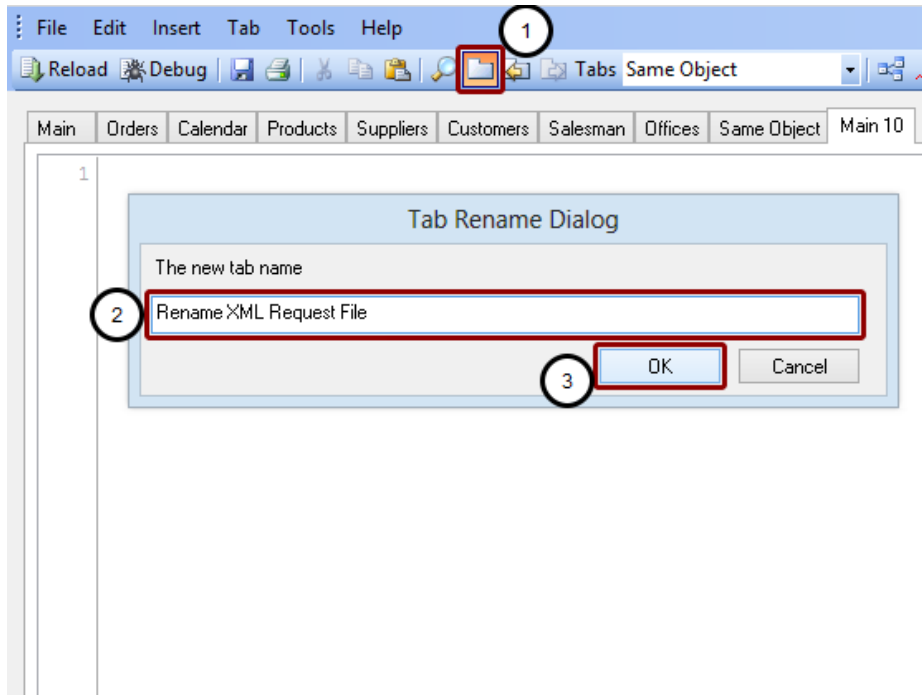 File Edit Insert Tab Tools Help
1
Reload Debug Tabs Same Object
Main Orders Calendar Products Suppliers Customers Salesman Offices Same Object Main 10
1
Tab Rename Dialog
The new tab name
2 Rename XML Request File
3 OK Cancel